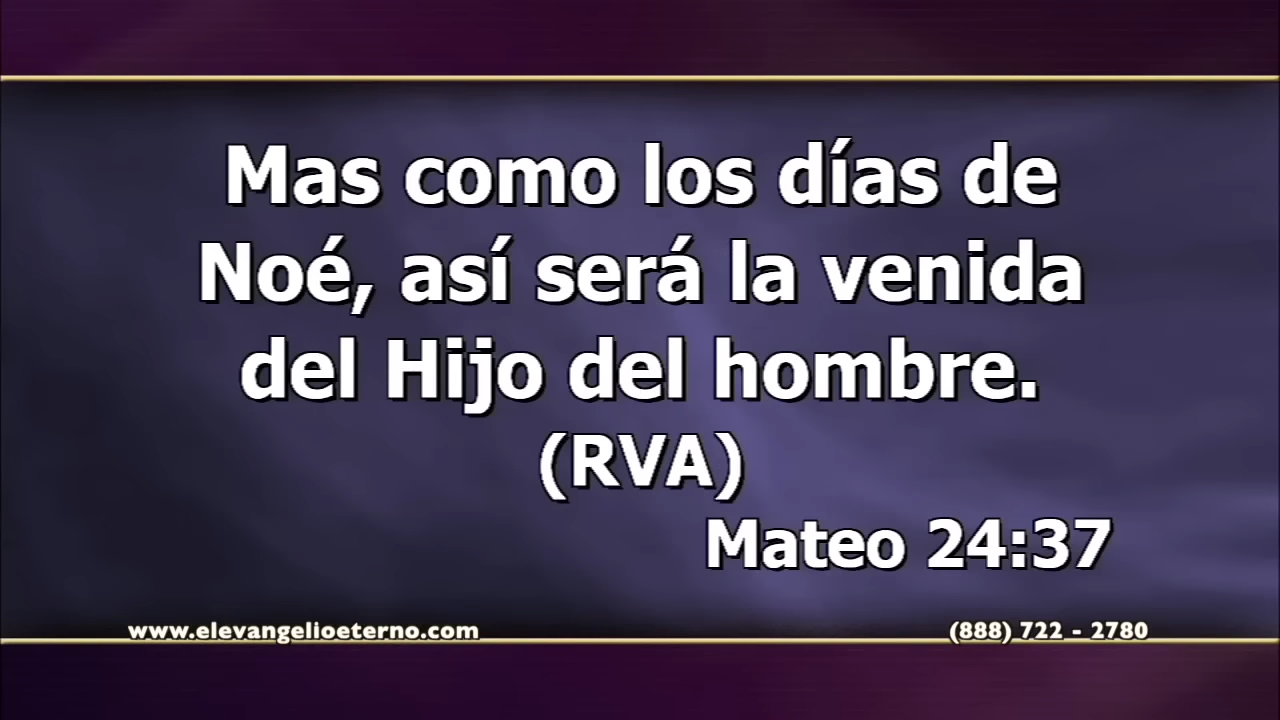 Mas como los días de
Noé, así será la venida
del Hijo del hombre.
(RVA)
Mateo 24:37
www.elevangelioeterno.com
(888) 722 - 2780